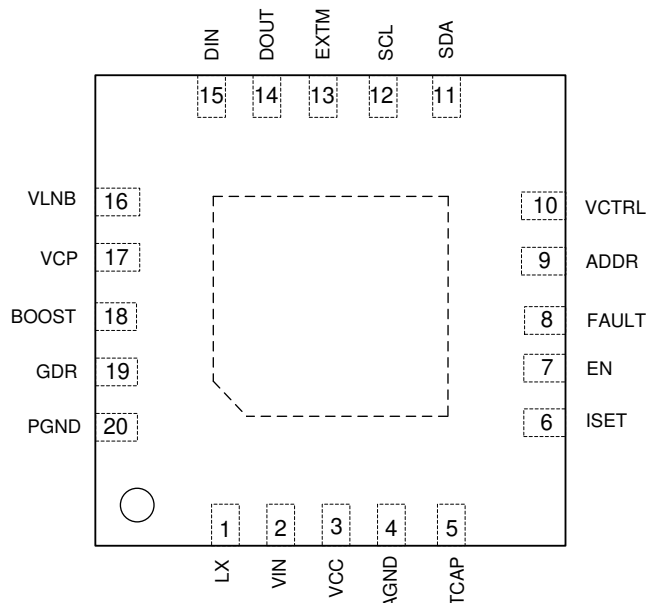 DIN DOUT EXTM SCL SDA
15 14 13 12 11
VLNB 16 10 VCTRL
VCP 17 9 ADDR
BOOST 18 8 FAULT
GDR 19 7 EN
PGND 20 6 ISET
1 2 3 4 5
LX VIN VCC AGND TCAP